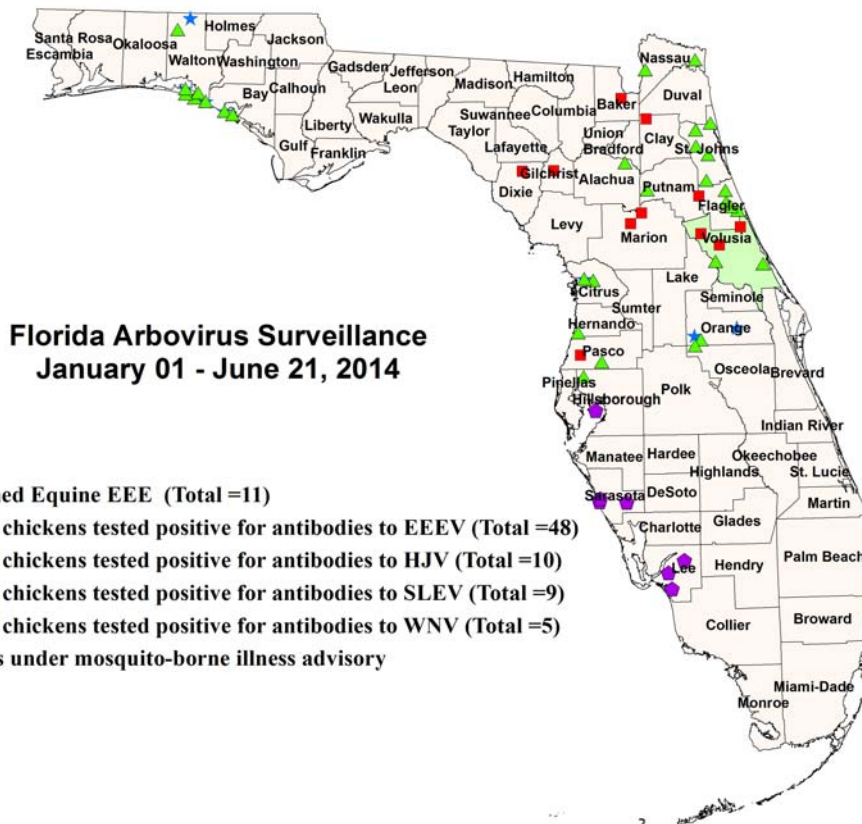 Holmes
Jackson
Santa Rosa
Okaloosa
Escambia
Walton
Washington
Gadsden
Jefferson
Leon
Bay
Calhoun
Liberty
Wakulla
Gulf
Franklin
Madison
Hamilton
Suwannee
Columbia
Taylor
Lafayette
Baker
Nassau
Duval
Union
Bradford
Clay
St. Johns
Gilchrist
Dixie
Alachua
Putnam
Flagler
Levy
Marion
Volusia
Lake
Citrus
Sumter
Seminole
Hernando
Orange
Pasco
Osceola
Brevard
Florida Arbovirus Surveillance
January 01 - June 21, 2014
Pinellas
Hillsborough
Polk
Indian River
Manatee
Hardee
Okeechobee
Highlands
St. Lucie
Sarasota
DeSoto
Martin
Charlotte
Glades
Lee
Hendry
Palm Beach
Collier
Broward
Miami-Dade
Monroe
ed Equine EEE (Total =11)
chickens tested positive for antibodies to EEEV (Total =48)
chickens tested positive for antibodies to HJV (Total =10)
chickens tested positive for antibodies to SLEV (Total =9)
chickens tested positive for antibodies to WNV (Total =5)
s under mosquito-borne illness advisory